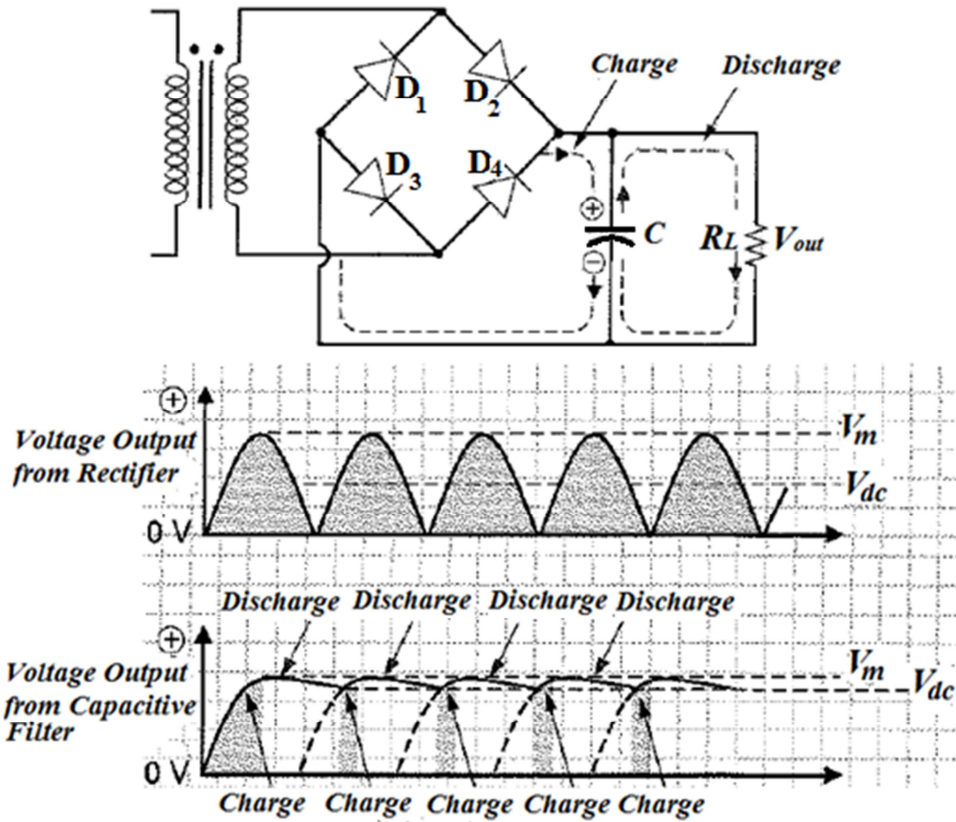 Charge
Discharge
D1
D2
D3
D4
+
−
C
RL
Vout
+
Voltage Output
from Rectifier
0 V
Vm
Vdc
Discharge Discharge Discharge Discharge
+
Voltage Output
from Capacitive
Filter
0 V
Vm
Vdc
Charge Charge Charge Charge Charge